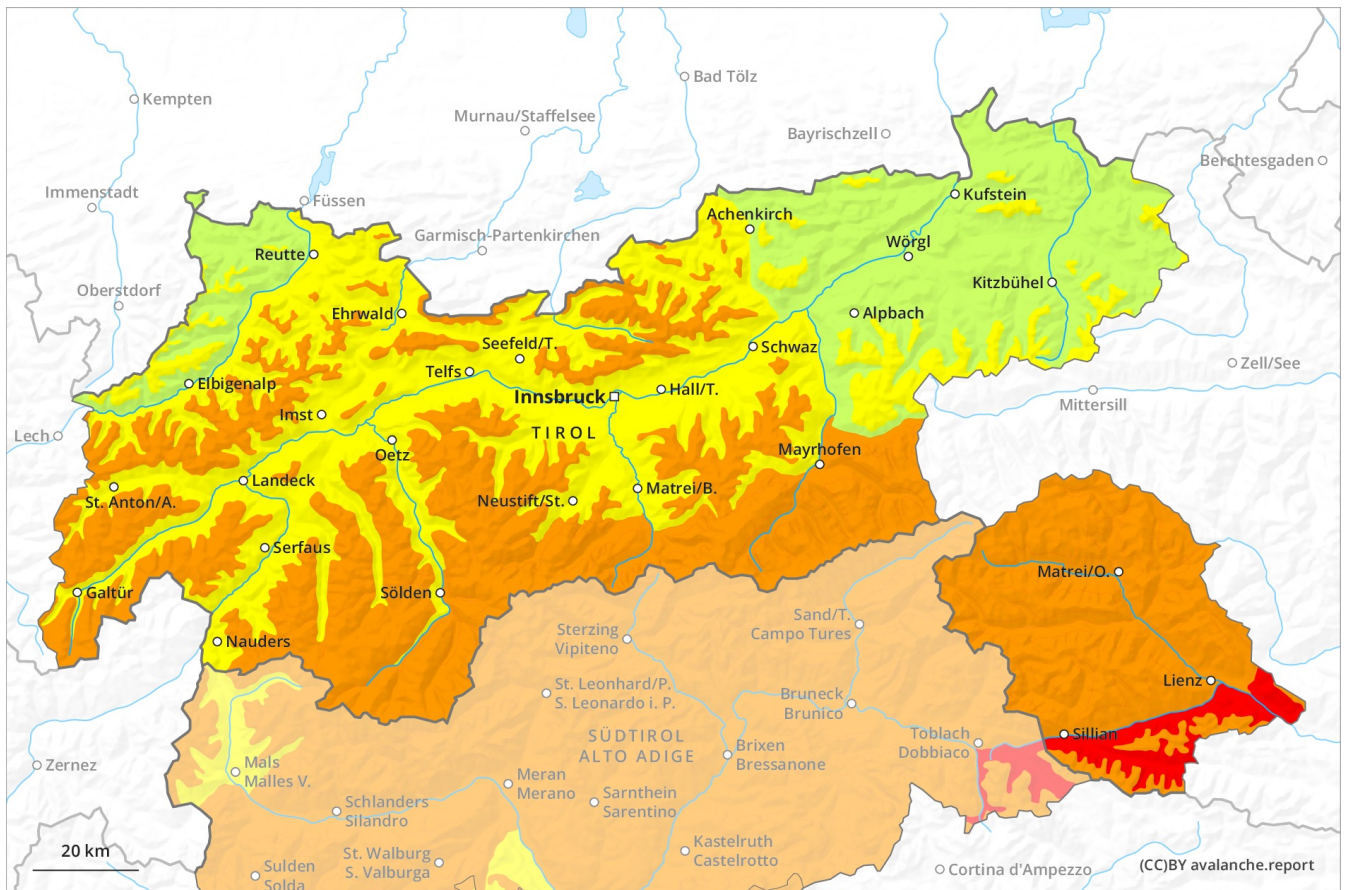 Bad Tölz
Kempten
Murnau/Staffelsee
Bayrischzell
Berchtesgaden
Immenstadt
Füssen
Kufstein
Achenkirch
Garmisch-Partenkirchen
Reutte
Wörgl
Kitzbühel
Oberstdorf
Ehrwald
Alpbach
Seefeld/T.
Schwaz
Zell/See
Telfs
Elbigenalp
Hall/T.
Innsbruck
Mittersill
Imst
TIROL
Lech
Oetz
Mayrhofen
Landeck
Matrei/B.
St. Anton/A.
Neustift/St.
Serfaus
Matrei/O.
Galtür
Sölden
Sand/T.
Campo Tures
Sterzing
Vipiteno
Nauders
Lienz
St. Leonhard/P.
S. Leonardo i. P.
Bruneck
Brunico
SÜDTIROL
ALTO ADIGE
Toblach
Dobbiaco
Sillian
Brixen
Bressanone
Zernez
Mals
Malles V.
Meran
Merano
Sarnthein
Sarentino
Schlanders
Silandro
Kastelruth
Castelrotto
20 km
St. Walburg
S. Valburga
Sulden
Solda
Cortina d'Ampezzo
(CC)BY avalanche.report